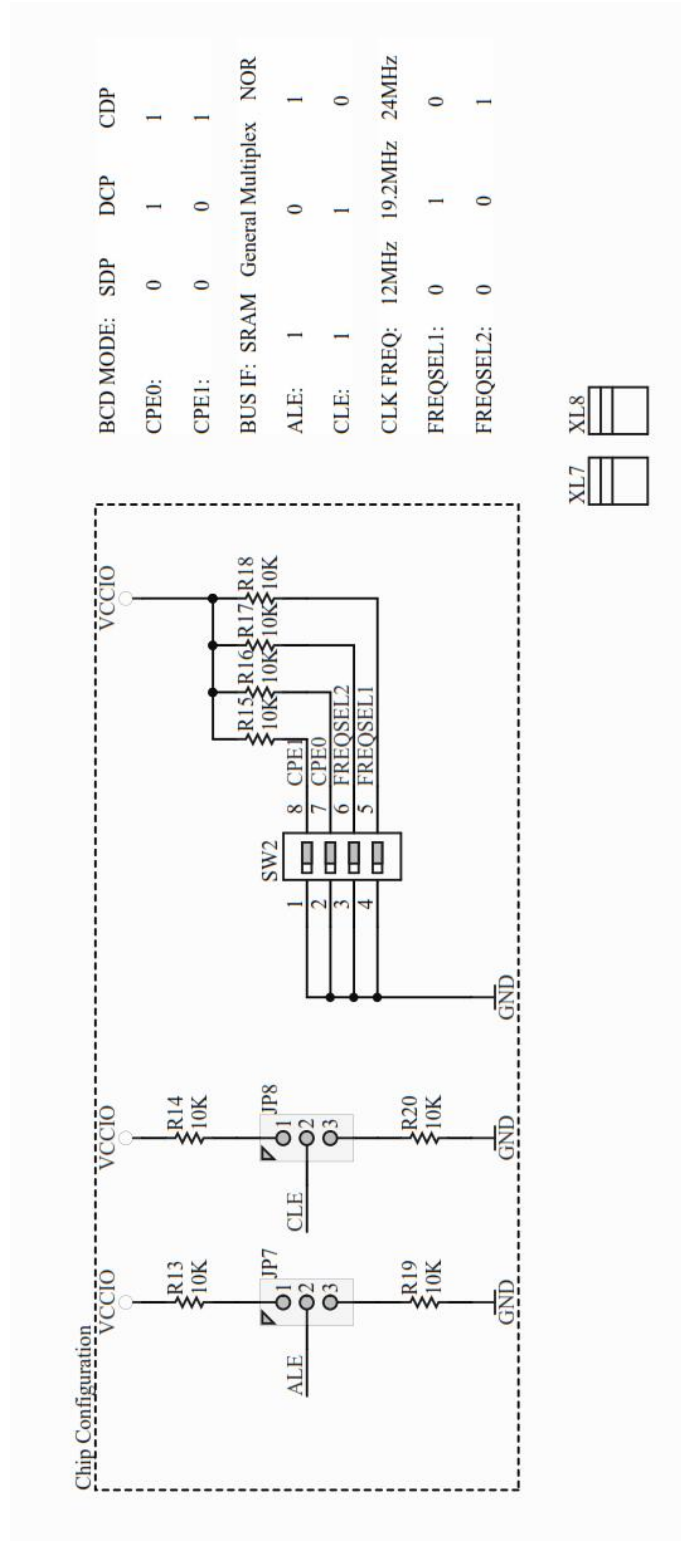 Chip Configuration
VCCIO
VCCIO
VCCIO
R13
10K
R14
10K
R15
10K
R16
10K
R17
10K
R18
10K
JP7
1
2
3
ALE
JP8
1
2
3
CLE
SW2
1
2
3
4
8
7
6
5
CPE1
CPE0
FREQSEL2
FREQSEL1
R19
10K
R20
10K
GND
GND
GND
BCD MODE: SDP DCP CDP
CPE0: 0 1 1
CPE1: 0 0 1
BUS IF: SRAM General Multiplex NOR
ALE: 1 0 1
CLE: 1 1 0
CLK FREQ: 12MHz 19.2MHz 24MHz
FREQSEL1: 0 1 0
FREQSEL2: 0 0 1
XL7
XL8